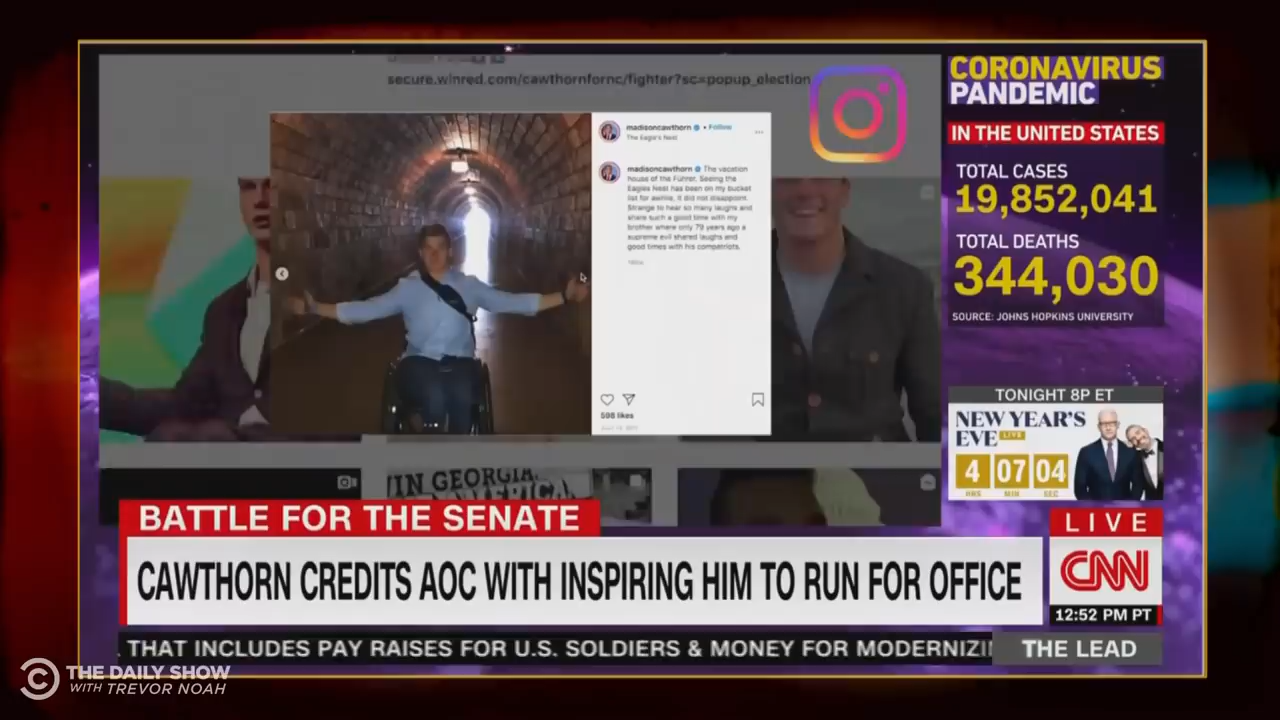 secure.winred.com/cawthornfornc/fighter?sc=popup_election
madisoncawthorn • Follow
The Eagle's Nest
madisoncawthorn The vacation
house of the Führer. Seeing the
Eagles Nest has been on my bucket
list for awhile, it did not disappoint.
Strange to hear so many laughs and
share such a good time with my
brother where only 79 years ago a
supreme evil shared laughs and
good times with his compatriots.
598 likes
IN GEORGIA
AMERICA
CORONAVIRUS
PANDEMIC
IN THE UNITED STATES
TOTAL CASES
19,852,041
TOTAL DEATHS
344,030
SOURCE: JOHNS HOPKINS UNIVERSITY
TONIGHT 8PM ET
NEW YEAR'S
EVE LIVE
4 07 04
HRS MIN SEC
BATTLE FOR THE SENATE
CAWTHORN CREDITS AOC WITH INSPIRING HIM TO RUN FOR OFFICE
LIVE
CNN
12:52 PM PT
. THAT INCLUDES PAY RAISES FOR U.S. SOLDIERS & MONEY FOR MODERNIZI
THE LEAD
THE DAILY SHOW
WITH TREVOR NOAH